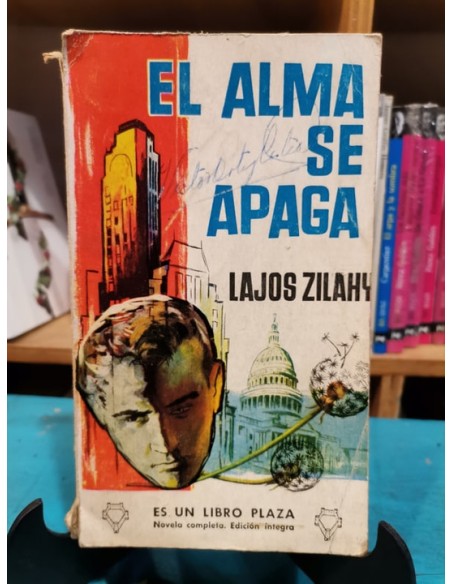 EL ALMA
SE
APAGA
LAJOS ZILAHY
ES UN LIBRO PLAZA
Novela completa. Edición íntegra